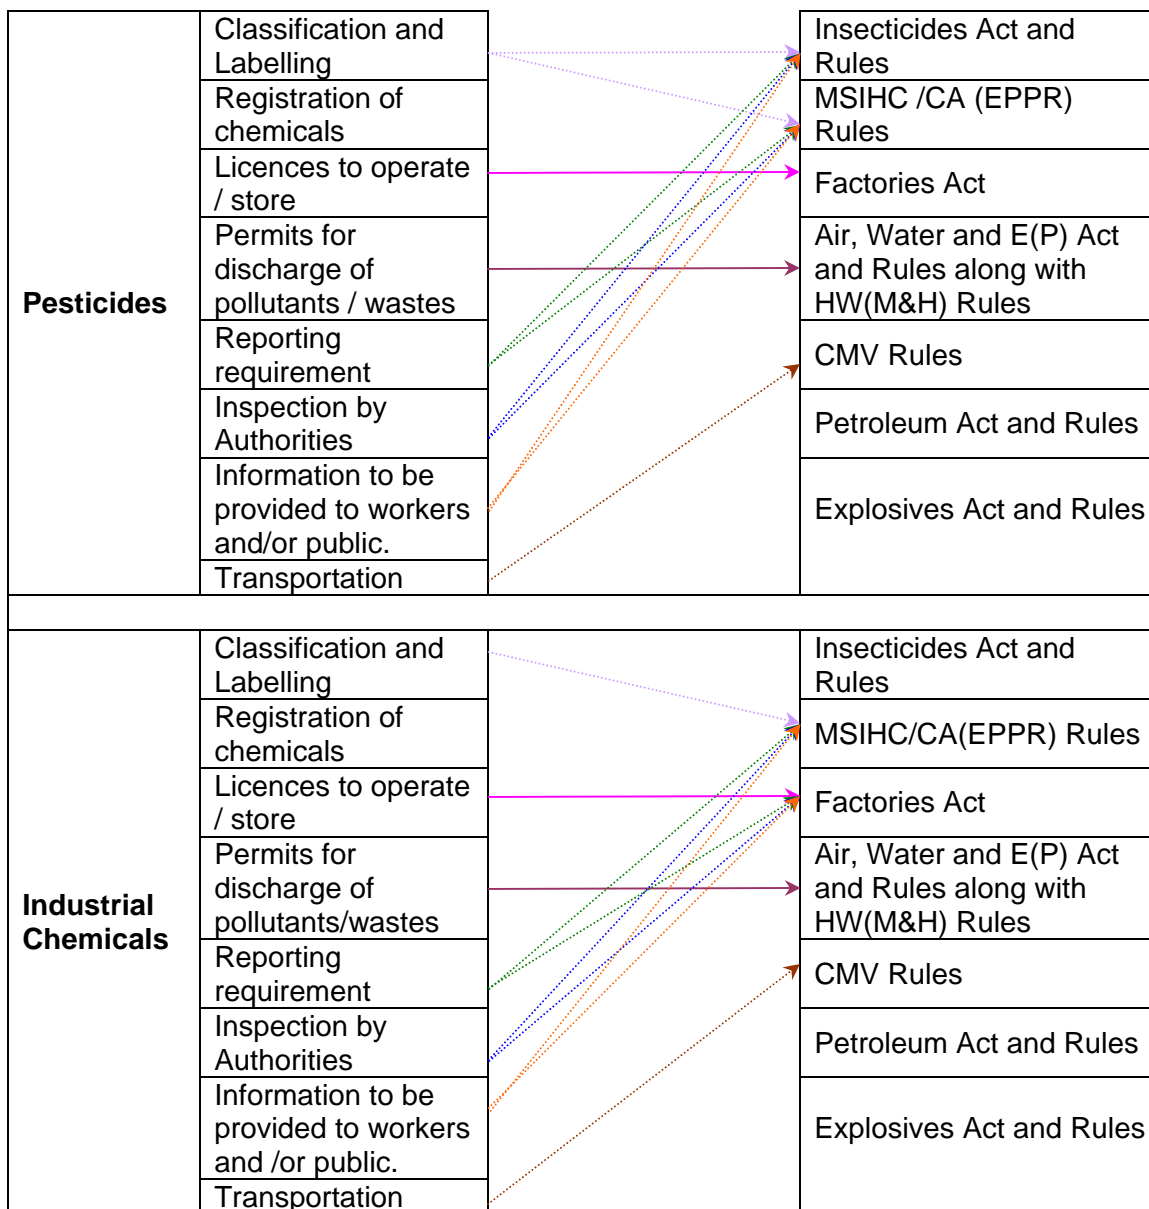 Pesticides
Classification and
Labelling
Registration of
chemicals
Licences to operate
/ store
Permits for
discharge of
pollutants / wastes
Reporting
requirement
Inspection by
Authorities
Information to be
provided to workers
and/or public.
Transportation
Insecticides Act and
Rules
MSIHC /CA (EPPR)
Rules
Factories Act
Air, Water and E(P) Act
and Rules along with
HW(M&H) Rules
CMV Rules
Petroleum Act and Rules
Explosives Act and Rules
Industrial
Chemicals
Classification and
Labelling
Registration of
chemicals
Licences to operate
/ store
Permits for
discharge of
pollutants/wastes
Reporting
requirement
Inspection by
Authorities
Information to be
provided to workers
and /or public.
Transportation
Insecticides Act and
Rules
MSIHC/CA(EPPR) Rules
Factories Act
Air, Water and E(P) Act
and Rules along with
HW(M&H) Rules
CMV Rules
Petroleum Act and Rules
Explosives Act and Rules